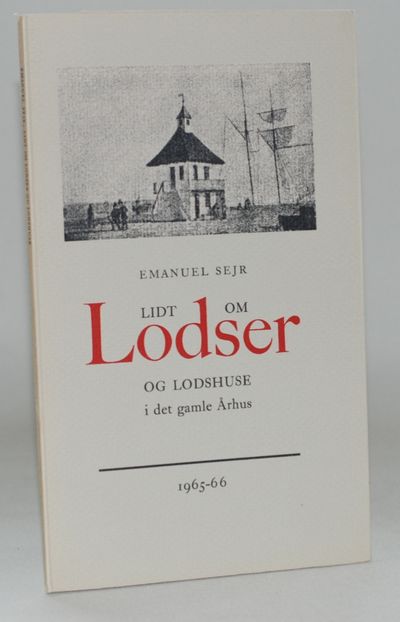 EMANUEL SEJR
LIDT OM
Lodser
OG LODSHUSE
i det gamle Århus
1965-66